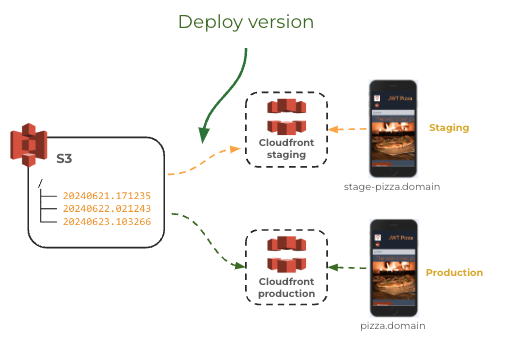 Deploy version
S3
/
20240621.171235
20240622.021243
20240623.103266
Cloudfront
staging
JWT Pizza
Staging
stage-pizza.domain
Cloudfront
production
JWT Pizza
Production
pizza.domain